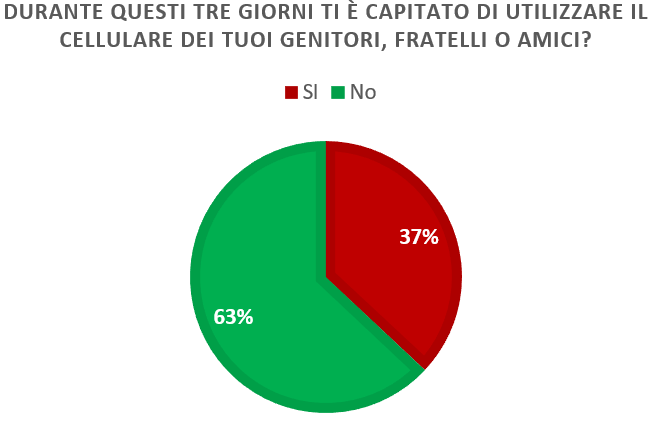 DURANTE QUESTI TRE GIORNI TI È CAPITATO DI UTILIZZARE IL
CELLULARE DEI TUOI GENITORI, FRATELLI O AMICI?
SI No
37%
63%